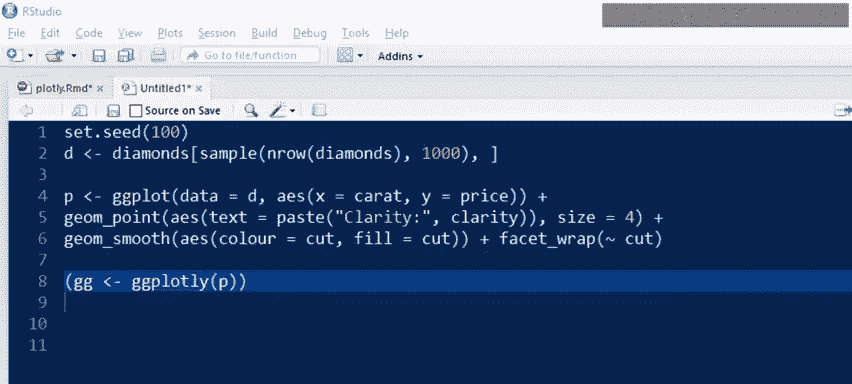 RStudio
File Edit Code View Plots Session Build Debug Tools Help
Go to file/function Addins
plotly.Rmd* × Untitled1* ×
Source on Save
1 set.seed(100)
2 d <- diamonds[sample(nrow(diamonds), 1000), ]
3
4 p <- ggplot(data = d, aes(x = carat, y = price)) +
5 geom_point(aes(text = paste("Clarity:", clarity)), size = 4) +
6 geom_smooth(aes(colour = cut, fill = cut)) + facet_wrap(~ cut)
7
8 (gg <- ggplotly(p))
9
10
11